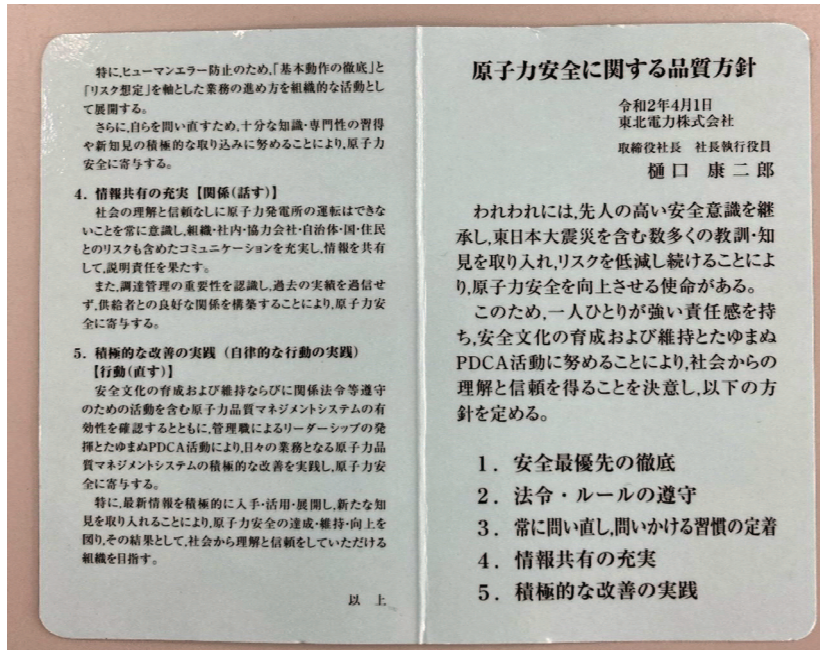 特に,ヒューマンエラー防止のため,「基本動作の徹底」と
「リスク想定」を軸とした業務の進め方を組織的な活動とし
て展開する。
さらに,自らを問い直すため,十分な知識・専門性の習得
や新知見の積極的な取り込みに努めることにより,原子力
安全に寄与する。
4. 情報共有の充実【関係(話す)】
社会の理解と信頼なしに原子力発電所の運転はできな
いことを常に意識し,組織・社内・協力会社・自治体・国・住民
とのリスクも含めたコミュニケーションを充実し,情報を共有
して,説明責任を果たす。
また,調達管理の重要性を認識し,過去の実績を過信せ
ず,供給者との良好な関係を構築することにより,原子力安
全に寄与する。
5. 積極的な改善の実践(自律的な行動の実践)
【行動(直す)】
安全文化の育成および維持ならびに関係法令等遵守
のための活動を含む原子力品質マネジメントシステムの有
効性を確認するとともに,管理職によるリーダーシップの発
揮とたゆまぬPDCA活動により,日々の業務となる原子力品
質マネジメントシステムの積極的な改善を実践し,原子力安
全に寄与する。
特に,最新情報を積極的に入手・活用・展開し,新たな知
見を取り入れることにより,原子力安全の達成・維持・向上を
図り,その結果として,社会から理解と信頼をしていただける
組織を目指す。
以 上
原子力安全に関する品質方針
令和2年4月1日
東北電力株式会社
取締役社長 社長執行役員
樋口 康二郎
われわれには,先人の高い安全意識を継
承し,東日本大震災を含む数多くの教訓・知
見を取り入れ,リスクを低減し続けることによ
り,原子力安全を向上させる使命がある。
このため,一人ひとりが強い責任感を持
ち,安全文化の育成および維持とたゆまぬ
PDCA活動に努めることにより,社会からの
理解と信頼を得ることを決意し,以下の方
針を定める。
1. 安全最優先の徹底
2. 法令・ルールの遵守
3. 常に問い直し,問いかける習慣の定着
4. 情報共有の充実
5. 積極的な改善の実践